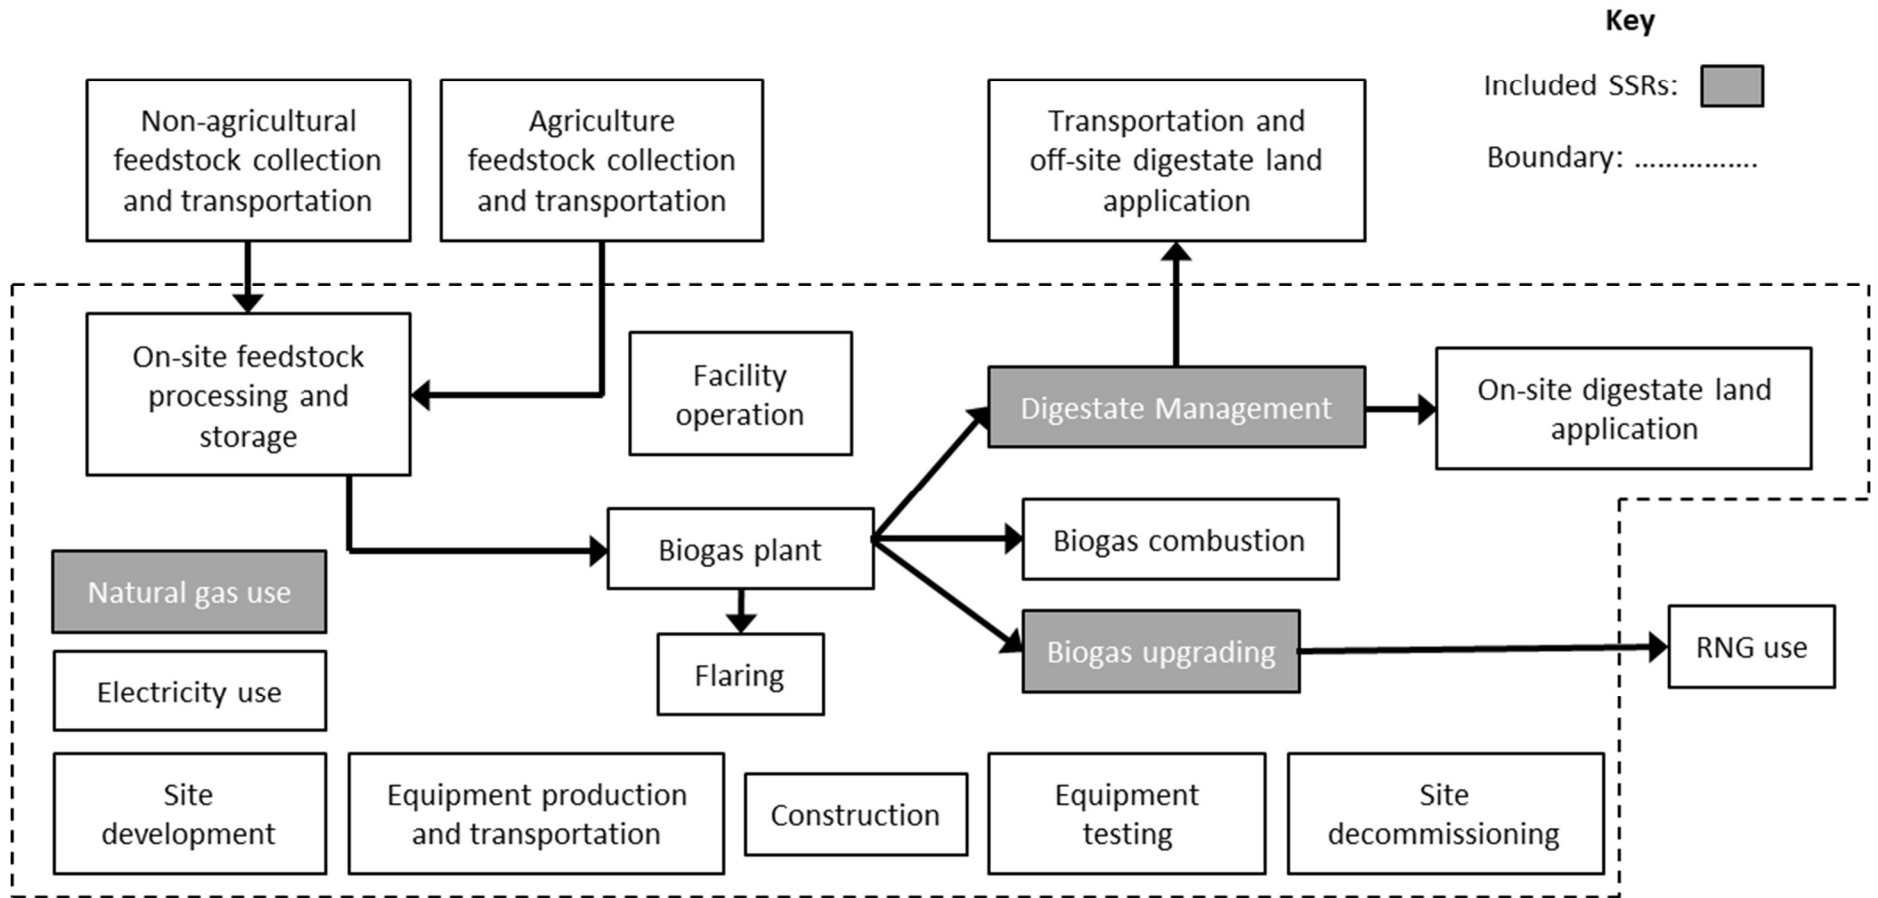 Key
Included SSRs:
Boundary: ................
Non-agricultural
feedstock collection
and transportation
Agriculture
feedstock collection
and transportation
Transportation and
off-site digestate land
application
On-site feedstock
processing and
storage
Facility
operation
Digestate Management
On-site digestate land
application
Biogas plant
Biogas combustion
Natural gas use
Biogas upgrading
RNG use
Electricity use
Flaring
Site
development
Equipment production
and transportation
Construction
Equipment
testing
Site
decommissioning